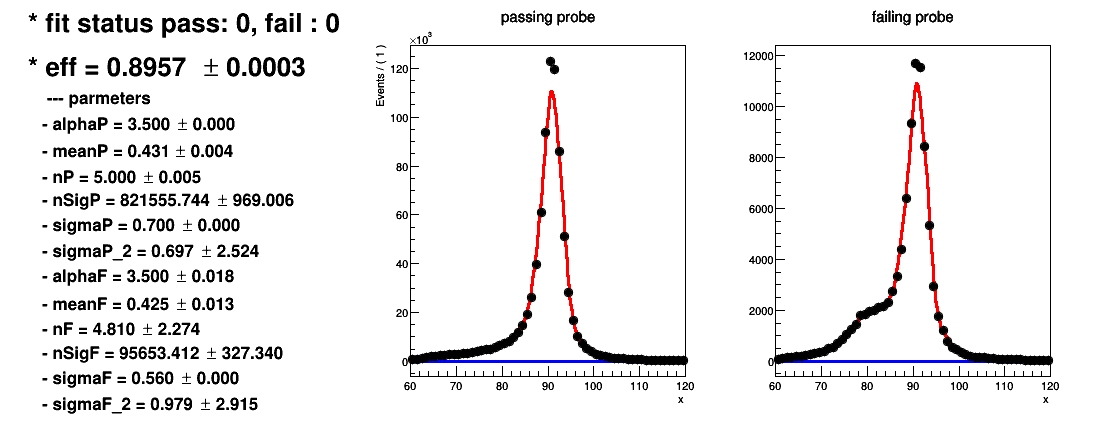 * fit status pass: 0, fail : 0
* eff = 0.8957 ± 0.0003
--- parmeters
- alphaP = 3.500 ± 0.000
- meanP = 0.431 ± 0.004
- nP = 5.000 ± 0.005
- nSigP = 821555.744 ± 969.006
- sigmaP = 0.700 ± 0.000
- sigmaP_2 = 0.697 ± 2.524
- alphaF = 3.500 ± 0.018
- meanF = 0.425 ± 0.013
- nF = 4.810 ± 2.274
- nSigF = 95653.412 ± 327.340
- sigmaF = 0.560 ± 0.000
- sigmaF_2 = 0.979 ± 2.915
passing probe
×10³
Events / ( 1 )
120
100
80
60
40
20
0
60 70 80 90 100 110 120
x
failing probe
12000
10000
8000
6000
4000
2000
0
60 70 80 90 100 110 120
x